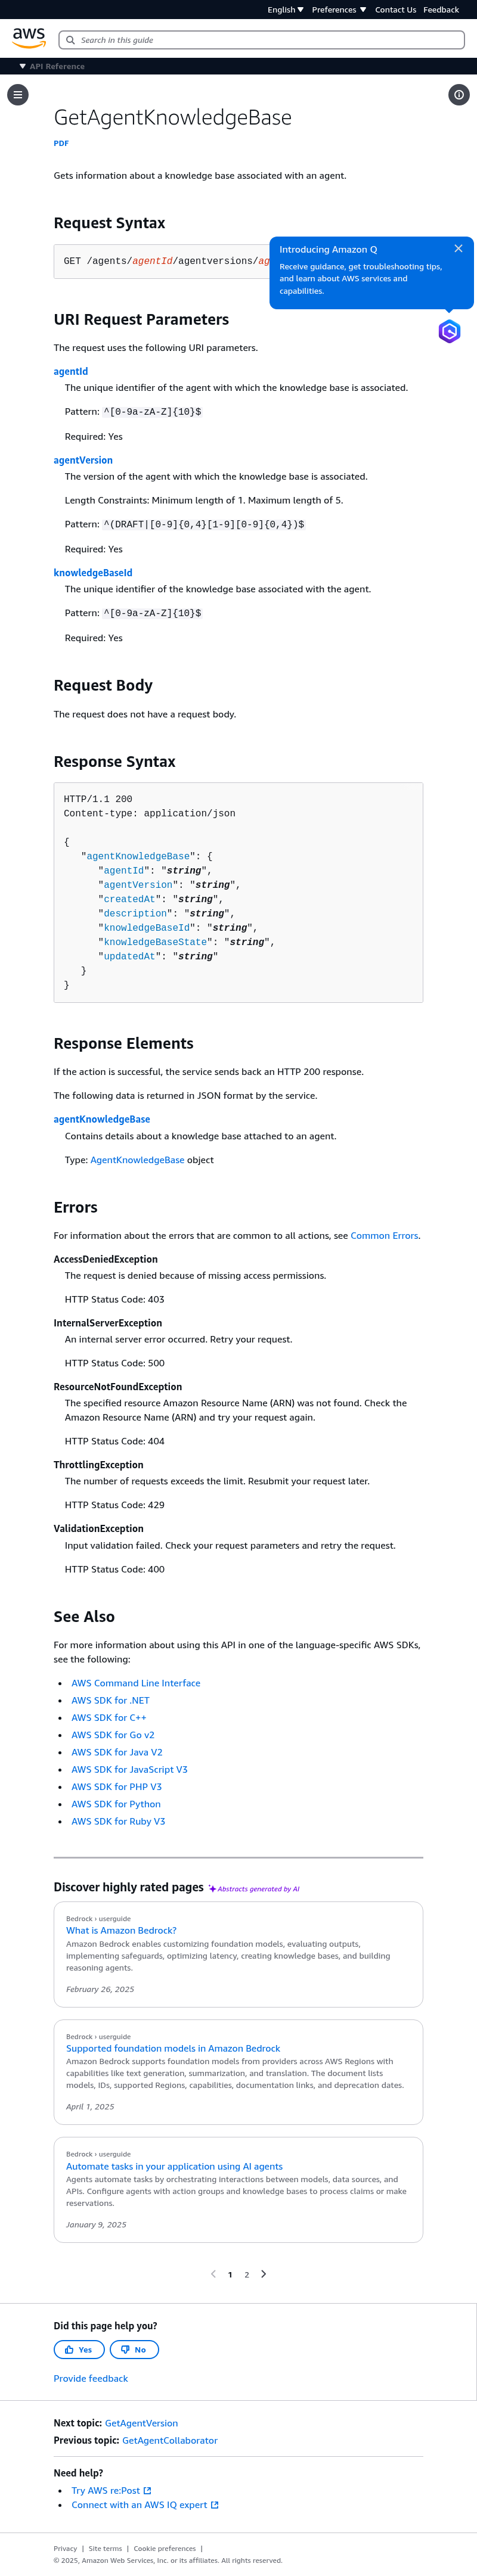 English
Preferences
Contact Us
Feedback
aws
Search in this guide
API Reference
GetAgentKnowledgeBase
PDF
Gets information about a knowledge base associated with an agent.
Request Syntax
GET /agents/agentId/agentversions/ag
Introducing Amazon Q
Receive guidance, get troubleshooting tips,
and learn about AWS services and
capabilities.
URI Request Parameters
The request uses the following URI parameters.
agentId
The unique identifier of the agent with which the knowledge base is associated.
Pattern: ^[0-9a-zA-Z]{10}$
Required: Yes
agentVersion
The version of the agent with which the knowledge base is associated.
Length Constraints: Minimum length of 1. Maximum length of 5.
Pattern: ^(DRAFT|[0-9]{0,4}[1-9][0-9]{0,4})$
Required: Yes
knowledgeBaseId
The unique identifier of the knowledge base associated with the agent.
Pattern: ^[0-9a-zA-Z]{10}$
Required: Yes
Request Body
The request does not have a request body.
Response Syntax
HTTP/1.1 200
Content-type: application/json
{
"agentKnowledgeBase": {
"agentId": "string",
"agentVersion": "string",
"createdAt": "string",
"description": "string",
"knowledgeBaseId": "string",
"knowledgeBaseState": "string",
"updatedAt": "string"
}
}
Response Elements
If the action is successful, the service sends back an HTTP 200 response.
The following data is returned in JSON format by the service.
agentKnowledgeBase
Contains details about a knowledge base attached to an agent.
Type: AgentKnowledgeBase object
Errors
For information about the errors that are common to all actions, see Common Errors.
AccessDeniedException
The request is denied because of missing access permissions.
HTTP Status Code: 403
InternalServerException
An internal server error occurred. Retry your request.
HTTP Status Code: 500
ResourceNotFoundException
The specified resource Amazon Resource Name (ARN) was not found. Check the
Amazon Resource Name (ARN) and try your request again.
HTTP Status Code: 404
ThrottlingException
The number of requests exceeds the limit. Resubmit your request later.
HTTP Status Code: 429
ValidationException
Input validation failed. Check your request parameters and retry the request.
HTTP Status Code: 400
See Also
For more information about using this API in one of the language-specific AWS SDKs,
see the following:
• AWS Command Line Interface
• AWS SDK for .NET
• AWS SDK for C++
• AWS SDK for Go v2
• AWS SDK for Java V2
• AWS SDK for JavaScript V3
• AWS SDK for PHP V3
• AWS SDK for Python
• AWS SDK for Ruby V3
Discover highly rated pages Abstracts generated by AI
Bedrock › userguide
What is Amazon Bedrock?
Amazon Bedrock enables customizing foundation models, evaluating outputs,
implementing safeguards, optimizing latency, creating knowledge bases, and building
reasoning agents.
February 26, 2025
Bedrock › userguide
Supported foundation models in Amazon Bedrock
Amazon Bedrock supports foundation models from providers across AWS Regions with
capabilities like text generation, summarization, and translation. The document lists
models, IDs, supported Regions, capabilities, documentation links, and deprecation dates.
April 1, 2025
Bedrock › userguide
Automate tasks in your application using AI agents
Agents automate tasks by orchestrating interactions between models, data sources, and
APIs. Configure agents with action groups and knowledge bases to process claims or make
reservations.
January 9, 2025
1 2
Did this page help you?
Yes
No
Provide feedback
Next topic: GetAgentVersion
Previous topic: GetAgentCollaborator
Need help?
• Try AWS re:Post
• Connect with an AWS IQ expert
Privacy | Site terms | Cookie preferences |
© 2025, Amazon Web Services, Inc. or its affiliates. All rights reserved.